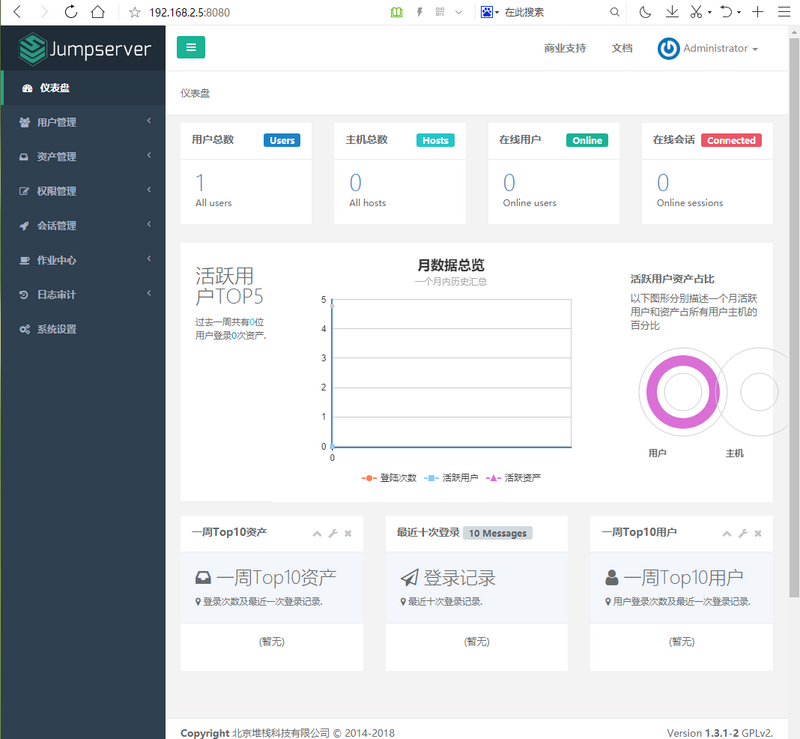 192.168.2.5:8080
在此搜索
Jumpserver
商业支持 文档 Administrator
仪表盘
用户管理
资产管理
权限管理
会话管理
作业中心
日志审计
系统设置
仪表盘
用户总数 Users
1
All users
主机总数 Hosts
0
All hosts
在线用户 Online
0
Online users
在线会话 Connected
0
Online sessions
活跃用
户TOP5
过去一周共有0位
用户登录0次资产.
月数据总览
一个月内历史汇总
5
4
3
2
1
0
0
登陆次数 活跃用户 活跃资产
活跃用户资产占比
以下图形分别描述一个月活跃
用户和资产占所有用户主机的
百分比
用户 主机
一周Top10资产
一周Top10资产
登录次数及最近一次登录记录.
(暂无)
最近十次登录 10 Messages
登录记录
最近十次登录记录.
(暂无)
一周Top10用户
一周Top10用户
用户登录次数及最近一次登录记录.
(暂无)
Copyright 北京堆栈科技有限公司 © 2014-2018
Version 1.3.1-2 GPLv2.